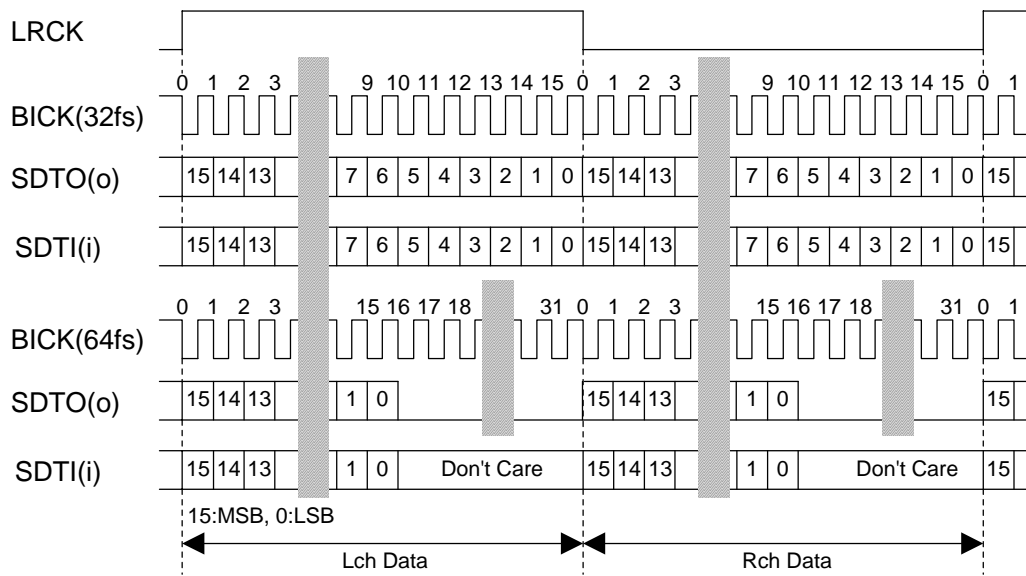 LRCK
0 1 2 3 9 10 11 12 13 14 15 0 1 2 3 9 10 11 12 13 14 15 0 1
BICK(32fs)
SDTO(o) 15 14 13 7 6 5 4 3 2 1 0 15 14 13 7 6 5 4 3 2 1 0 15
SDTI(i) 15 14 13 7 6 5 4 3 2 1 0 15 14 13 7 6 5 4 3 2 1 0 15
0 1 2 3 15 16 17 18 31 0 1 2 3 15 16 17 18 31 0 1
BICK(64fs)
SDTO(o) 15 14 13 1 0 15 14 13 1 0 15
SDTI(i) 15 14 13 1 0 Don't Care 15 14 13 1 0 Don't Care 15
15:MSB, 0:LSB
Lch Data Rch Data